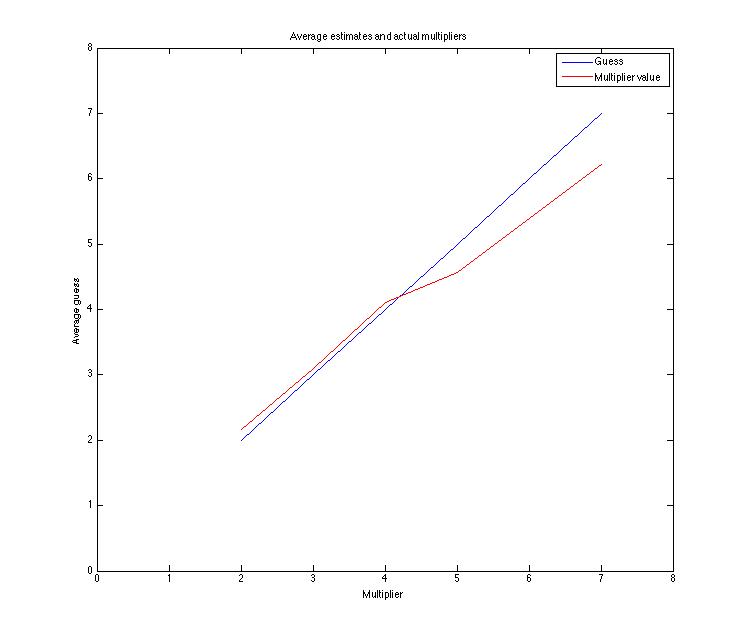 Average estimates and actual multipliers
Guess
Multiplier value
8
7
6
5
4
3
2
1
0
Average guess
0 1 2 3 4 5 6 7 8
Multiplier